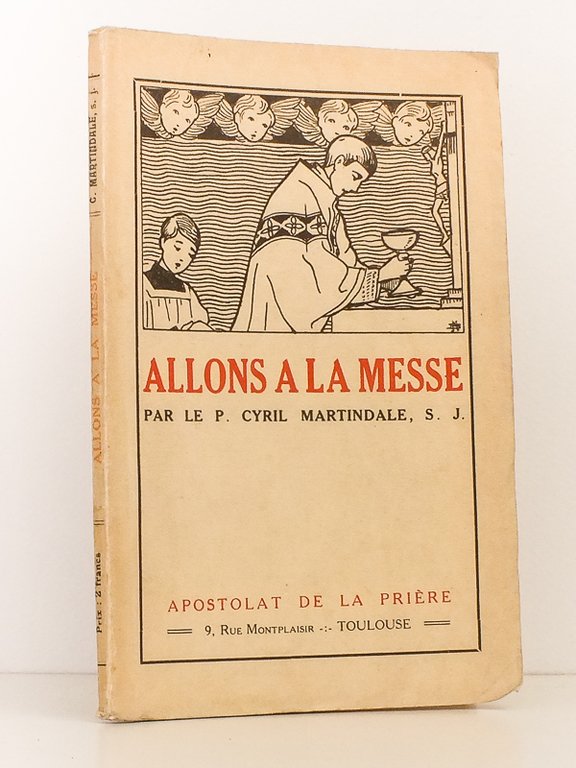 ALLONS A LA MESSE
PAR LE P. CYRIL MARTINDALE, S. J.
APOSTOLAT DE LA PRIÈRE
9, RUE MONTPLAISIR -:- TOULOUSE
C. MARTINDALE, S. J.
ALLONS A LA MESSE
Prix : 2 francs